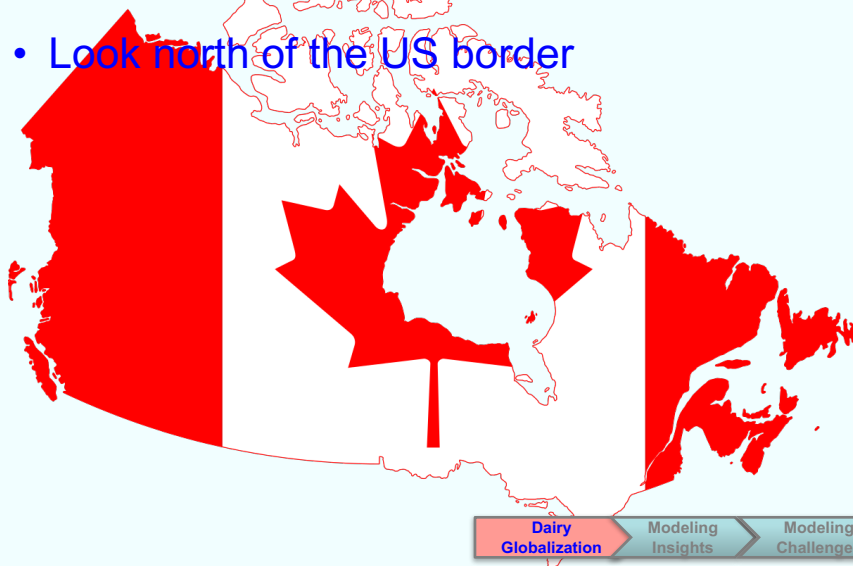 • Look north of the US border
Dairy
Globalization
Modeling
Insights
Modeling
Challenge